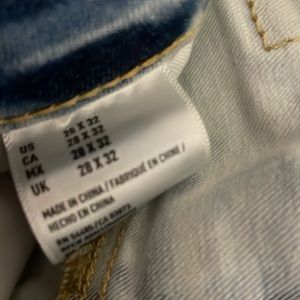 US 28 X 32
CA 28 X 32
MX 28 X 32
UK 28 X 32
MADE IN CHINA / FABRIQUÉ EN CHINE /
HECHO EN CHINA